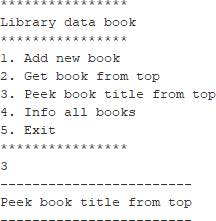 ****************
Library data book
****************
1. Add new book
2. Get book from top
3. Peek book title from top
4. Info all books
5. Exit
****************
3
------------------------
Peek book title from top
------------------------